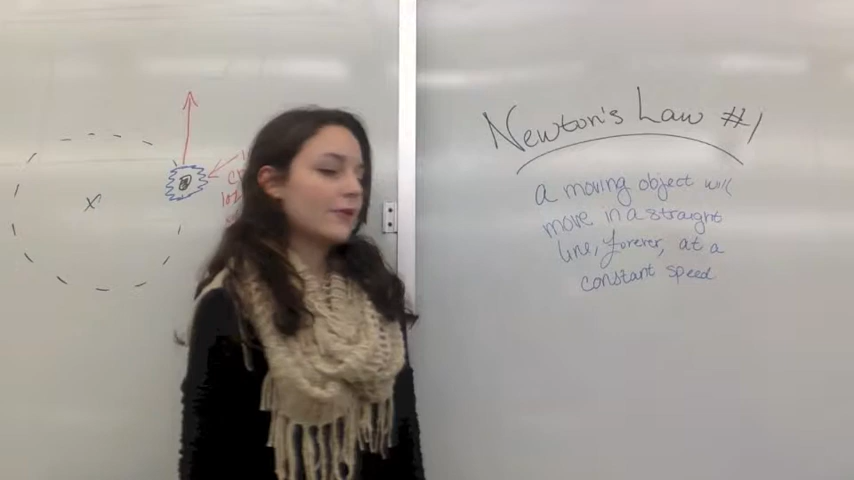 x
Newton's Law #1
a moving object will
move in a straight
line, forever, at a
constant speed